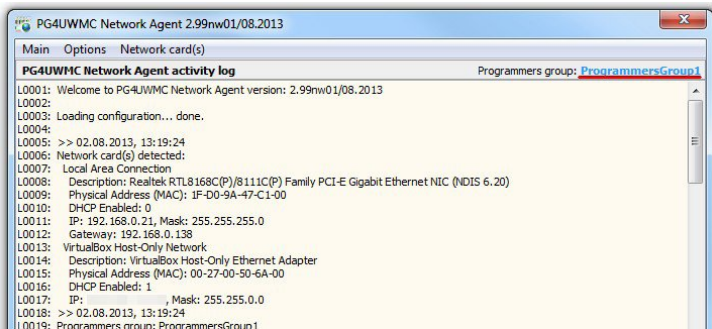 PG4UWMC Network Agent 2.99nw01/08.2013
Main Options Network card(s)
PG4UWMC Network Agent activity log Programmers group: ProgrammersGroup1
L0001: Welcome to PG4UWMC Network Agent version: 2.99nw01/08.2013
L0002:
L0003: Loading configuration... done.
L0004:
L0005: >> 02.08.2013, 13:19:24
L0006: Network card(s) detected:
L0007: Local Area Connection
L0008: Description: Realtek RTL8168C(P)/8111C(P) Family PCI-E Gigabit Ethernet NIC (NDIS 6.20)
L0009: Physical Address (MAC): 1F-D0-9A-47-C1-00
L0010: DHCP Enabled: 0
L0011: IP: 192.168.0.21, Mask: 255.255.255.0
L0012: Gateway: 192.168.0.138
L0013: VirtualBox Host-Only Network
L0014: Description: VirtualBox Host-Only Ethernet Adapter
L0015: Physical Address (MAC): 00-27-00-50-6A-00
L0016: DHCP Enabled: 1
L0017: IP: , Mask: 255.255.0.0
L0018: >> 02.08.2013, 13:19:24
L0019: Programmers group: ProgrammersGroup1